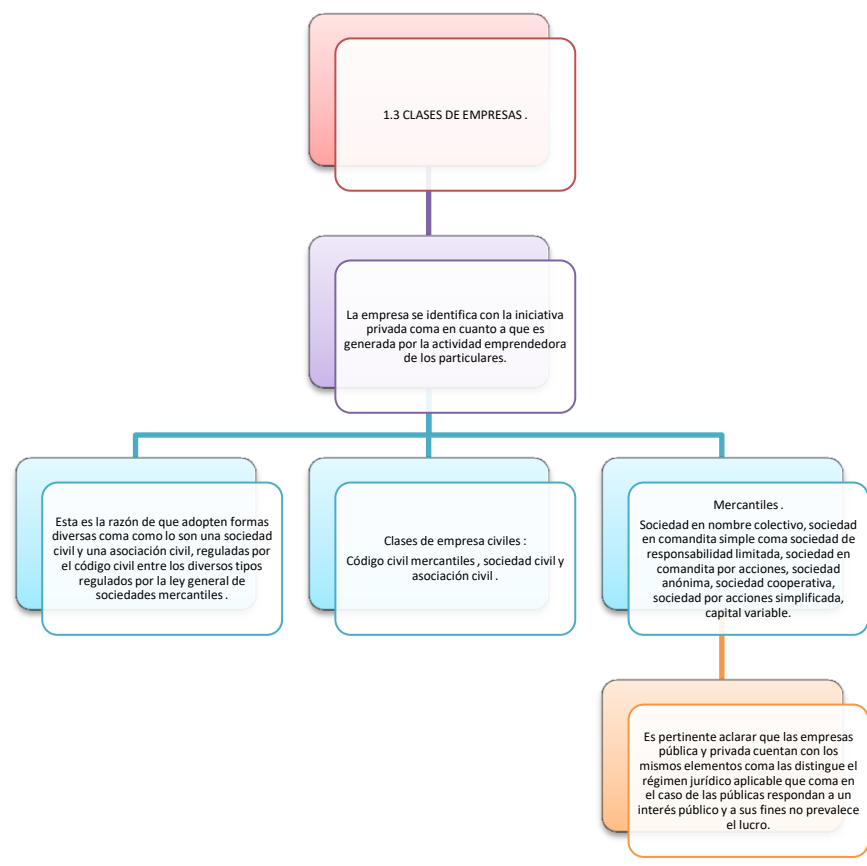 1.3 CLASES DE EMPRESAS .
La empresa se identifica con la iniciativa
privada coma en cuanto a que es
generada por la actividad emprendedora
de los particulares.
Esta es la razón de que adopten formas
diversas coma como lo son una sociedad
civil y una asociación civil, reguladas por
el código civil entre los diversos tipos
regulados por la ley general de
sociedades mercantiles .
Clases de empresa civiles :
Código civil mercantiles , sociedad civil y
asociación civil .
Mercantiles .
Sociedad en nombre colectivo, sociedad
en comandita simple coma sociedad de
responsabilidad limitada, sociedad en
comandita por acciones, sociedad
anónima, sociedad cooperativa,
sociedad por acciones simplificada,
capital variable.
Es pertinente aclarar que las empresas
pública y privada cuentan con los
mismos elementos coma las distingue el
régimen jurídico aplicable que coma en
el caso de las públicas respondan a un
interés público y a sus fines no prevalece
el lucro.